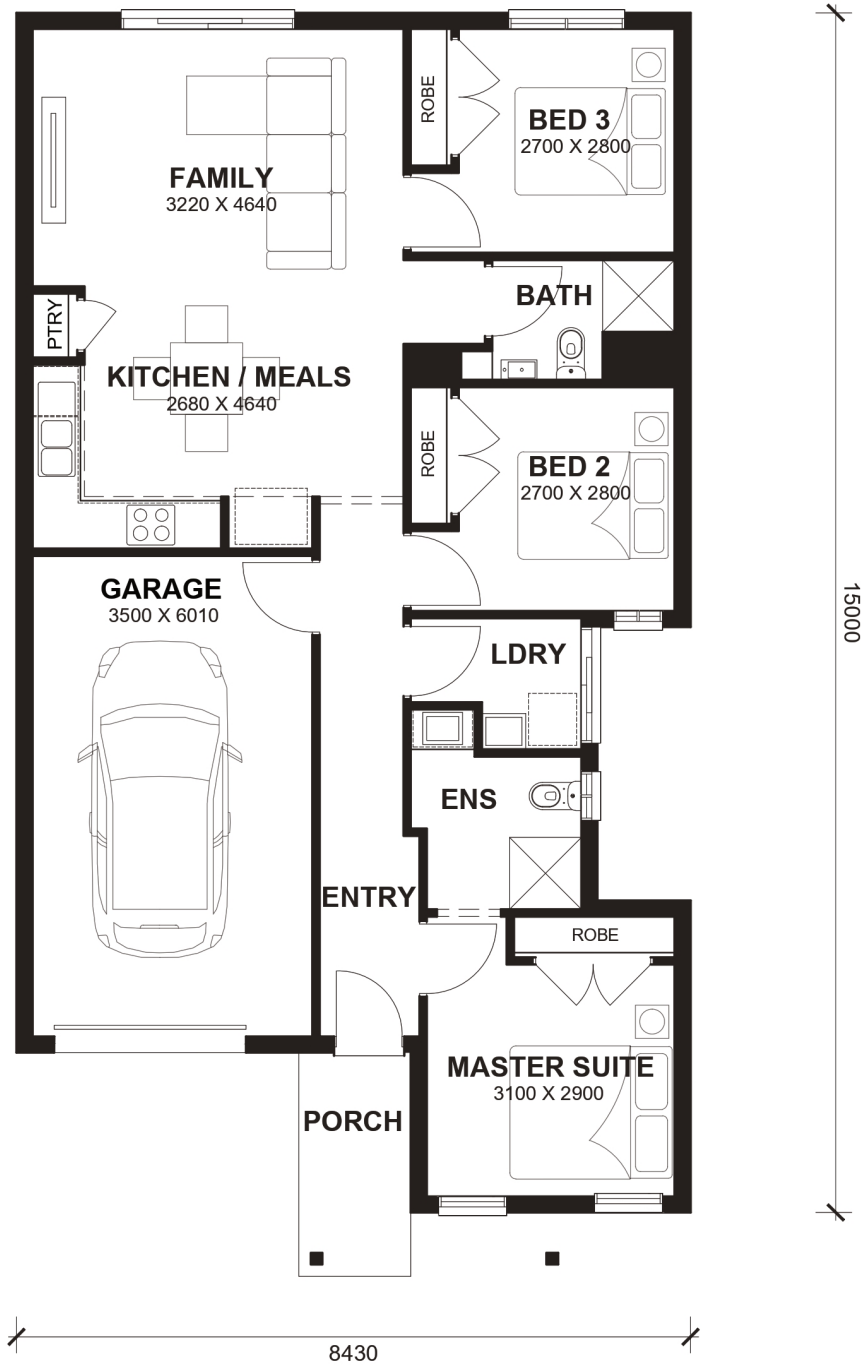 ROBE
BED 3
2700 X 2800
FAMILY
3220 X 4640
BATH
PTRY
KITCHEN / MEALS
2680 X 4640
ROBE
BED 2
2700 X 2800
GARAGE
3500 X 6010
15000
LDRY
ENS
ENTRY
ROBE
MASTER SUITE
3100 X 2900
PORCH
8430